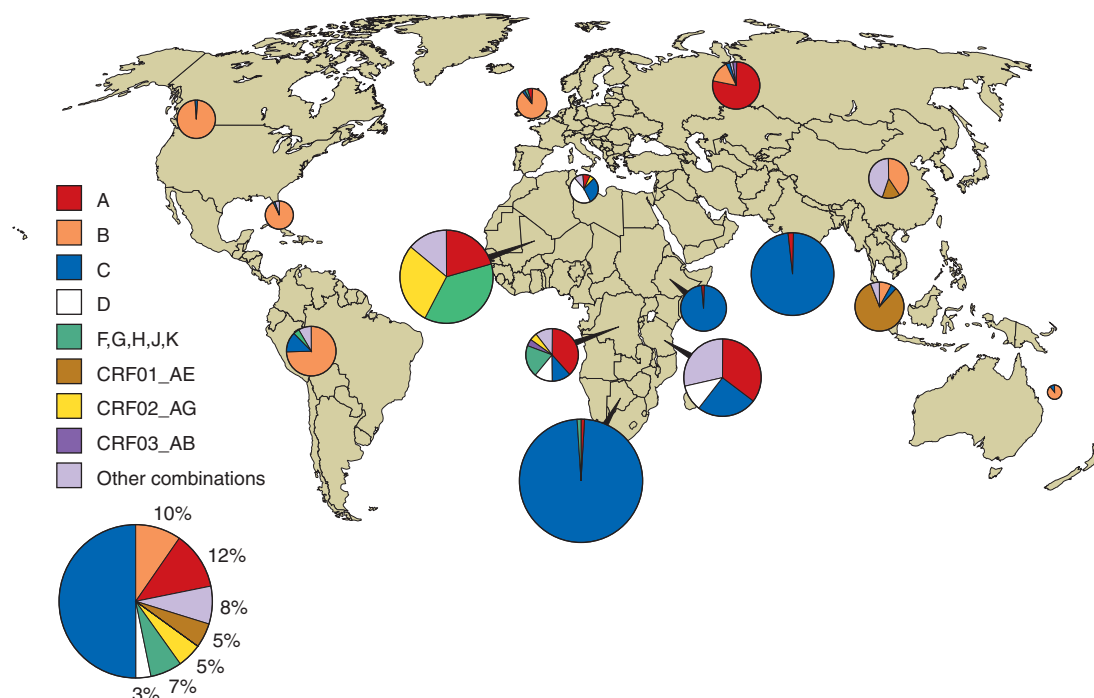 A
B
C
D
F,G,H,J,K
CRF01_AE
CRF02_AG
CRF03_AB
Other combinations
10%
12%
8%
5%
5%
7%
3%